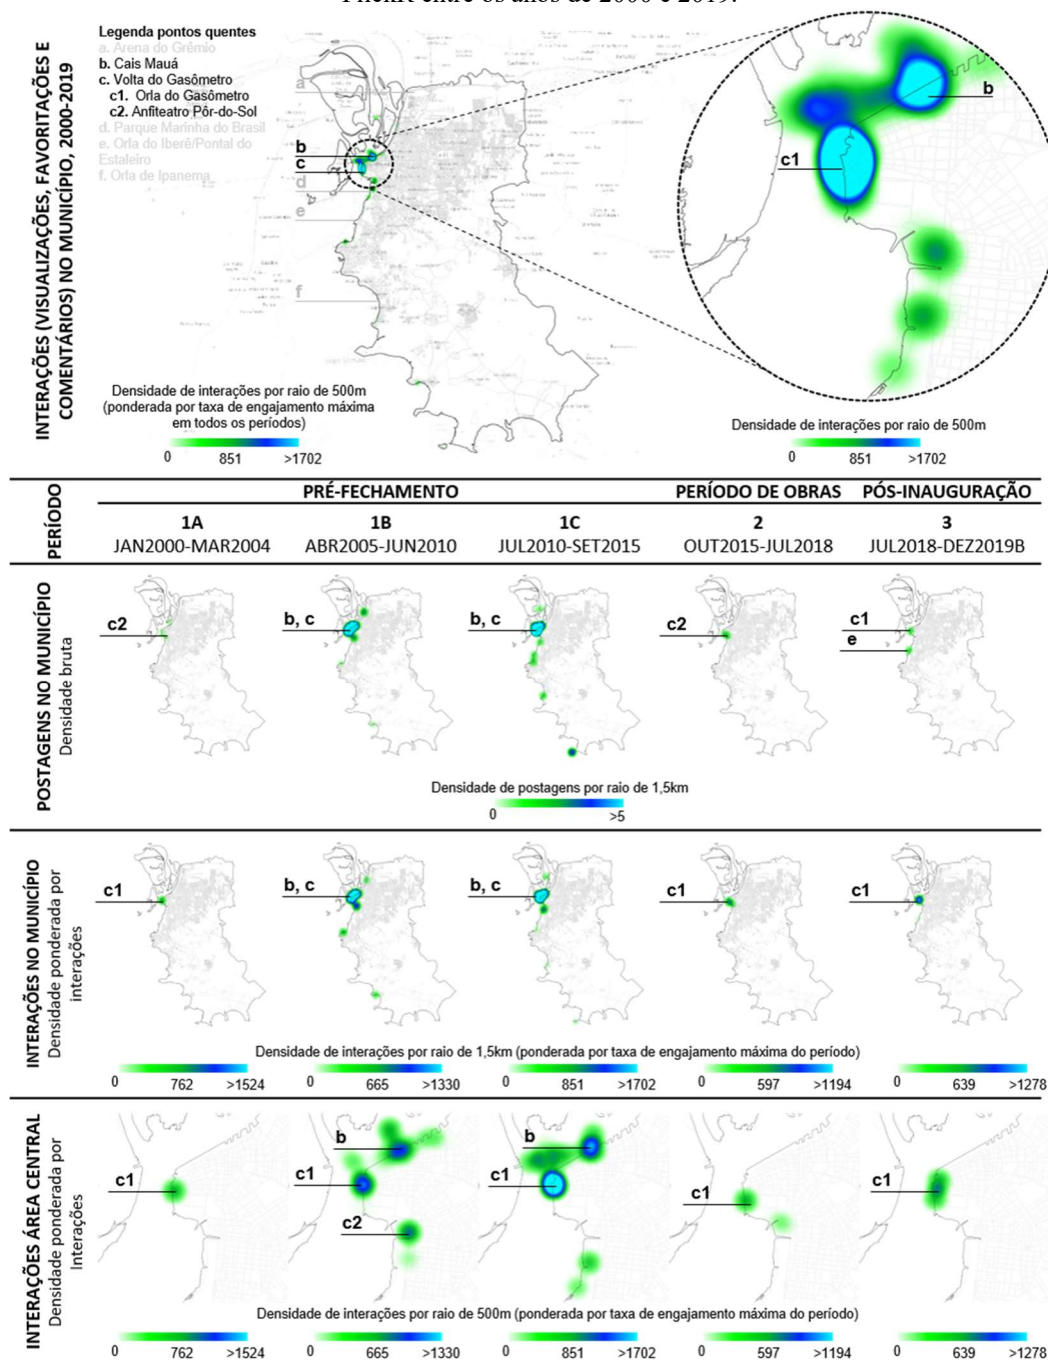 Flickr entre os anos de 2000 e 2019.
INTERAÇÕES (VISUALIZAÇÕES, FAVORITAÇÕES E
COMENTÁRIOS) NO MUNICÍPIO, 2000-2019
Legenda pontos quentes
a. Arena do Grêmio
b. Cais Mauá
c. Volta do Gasômetro
c1. Orla do Gasômetro
c2. Anfiteatro Pôr-do-Sol
d. Parque Marinha do Brasil
e. Orla do Iberê/Pontal do
Estaleiro
f. Orla de Ipanema
a
b
c
d
e
f
b
c1
Densidade de interações por raio de 500m
(ponderada por taxa de engajamento máxima
em todos os períodos)
0 851 >1702
Densidade de interações por raio de 500m
0 851 >1702
PERÍODO
PRÉ-FECHAMENTO PERÍODO DE OBRAS PÓS-INAUGURAÇÃO
1A 1B 1C 2 3
JAN2000-MAR2004 ABR2005-JUN2010 JUL2010-SET2015 OUT2015-JUL2018 JUL2018-DEZ2019B
POSTAGENS NO MUNICÍPIO
Densidade bruta
c2 b, c b, c c2 c1
e
Densidade de postagens por raio de 1,5km
0 >5
INTERAÇÕES NO MUNICÍPIO
Densidade ponderada por
interações
c1 b, c b, c c1 c1
Densidade de interações por raio de 1,5km (ponderada por taxa de engajamento máxima do período)
0 762 >1524 0 665 >1330 0 851 >1702 0 597 >1194 0 639 >1278
INTERAÇÕES ÁREA CENTRAL
Densidade ponderada por
Interações
b b
c1 c1 c1 c1 c1
c2
Densidade de interações por raio de 500m (ponderada por taxa de engajamento máxima do período)
0 762 >1524 0 665 >1330 0 851 >1702 0 597 >1194 0 639 >1278